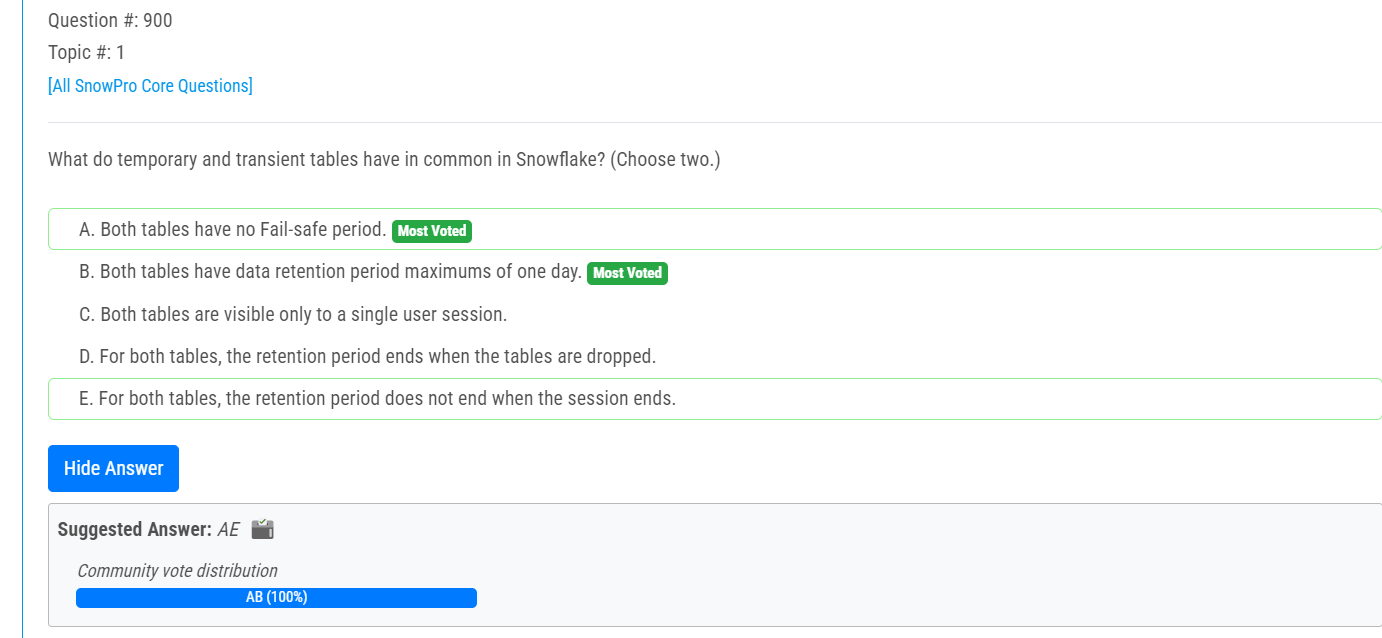 Question #: 900
Topic #: 1
[All SnowPro Core Questions]
What do temporary and transient tables have in common in Snowflake? (Choose two.)
A. Both tables have no Fail-safe period. Most Voted
B. Both tables have data retention period maximums of one day. Most Voted
C. Both tables are visible only to a single user session.
D. For both tables, the retention period ends when the tables are dropped.
E. For both tables, the retention period does not end when the session ends.
Hide Answer
Suggested Answer: AE
Community vote distribution
AB (100%)